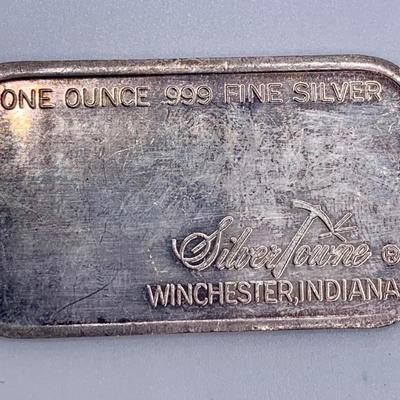 ONE OUNCE 999 FINE SILVER
SilverTowne ®
WINCHESTER, INDIANA